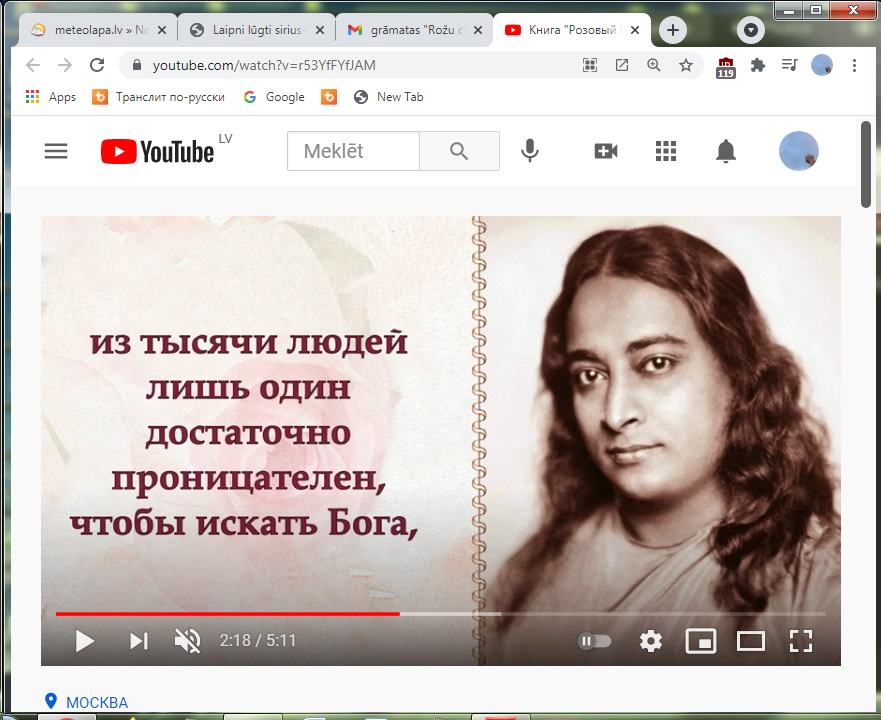 meteolapa.lv » No
Laipni lūgti sirius-
grāmatas "Rožu c
Книга "Розовый
youtube.com/watch?v=r53YfFYfJAM
119
Apps
Транслит по-русски
Google
New Tab
YouTube LV
Meklēt
из тысячи людей
лишь один
достаточно
проницателен,
чтобы искать Бога,
2:18 / 5:11
МОСКВА